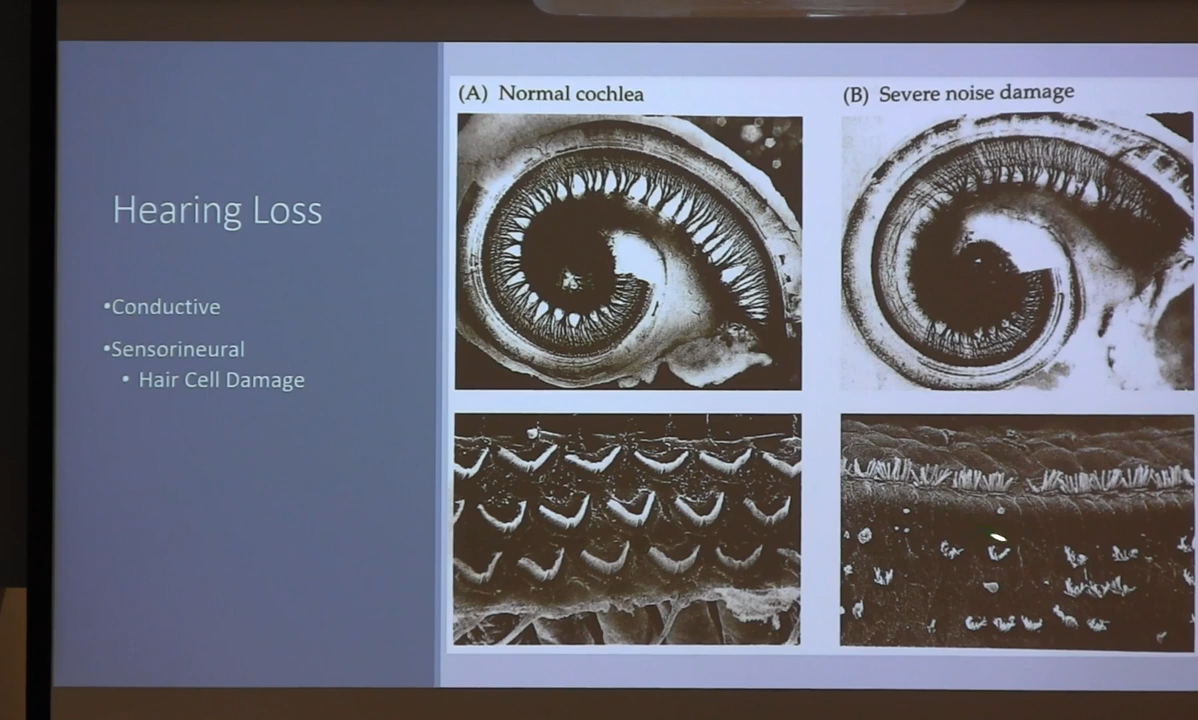 Hearing Loss
•Conductive
•Sensorineural
• Hair Cell Damage
(A) Normal cochlea
(B) Severe noise damage